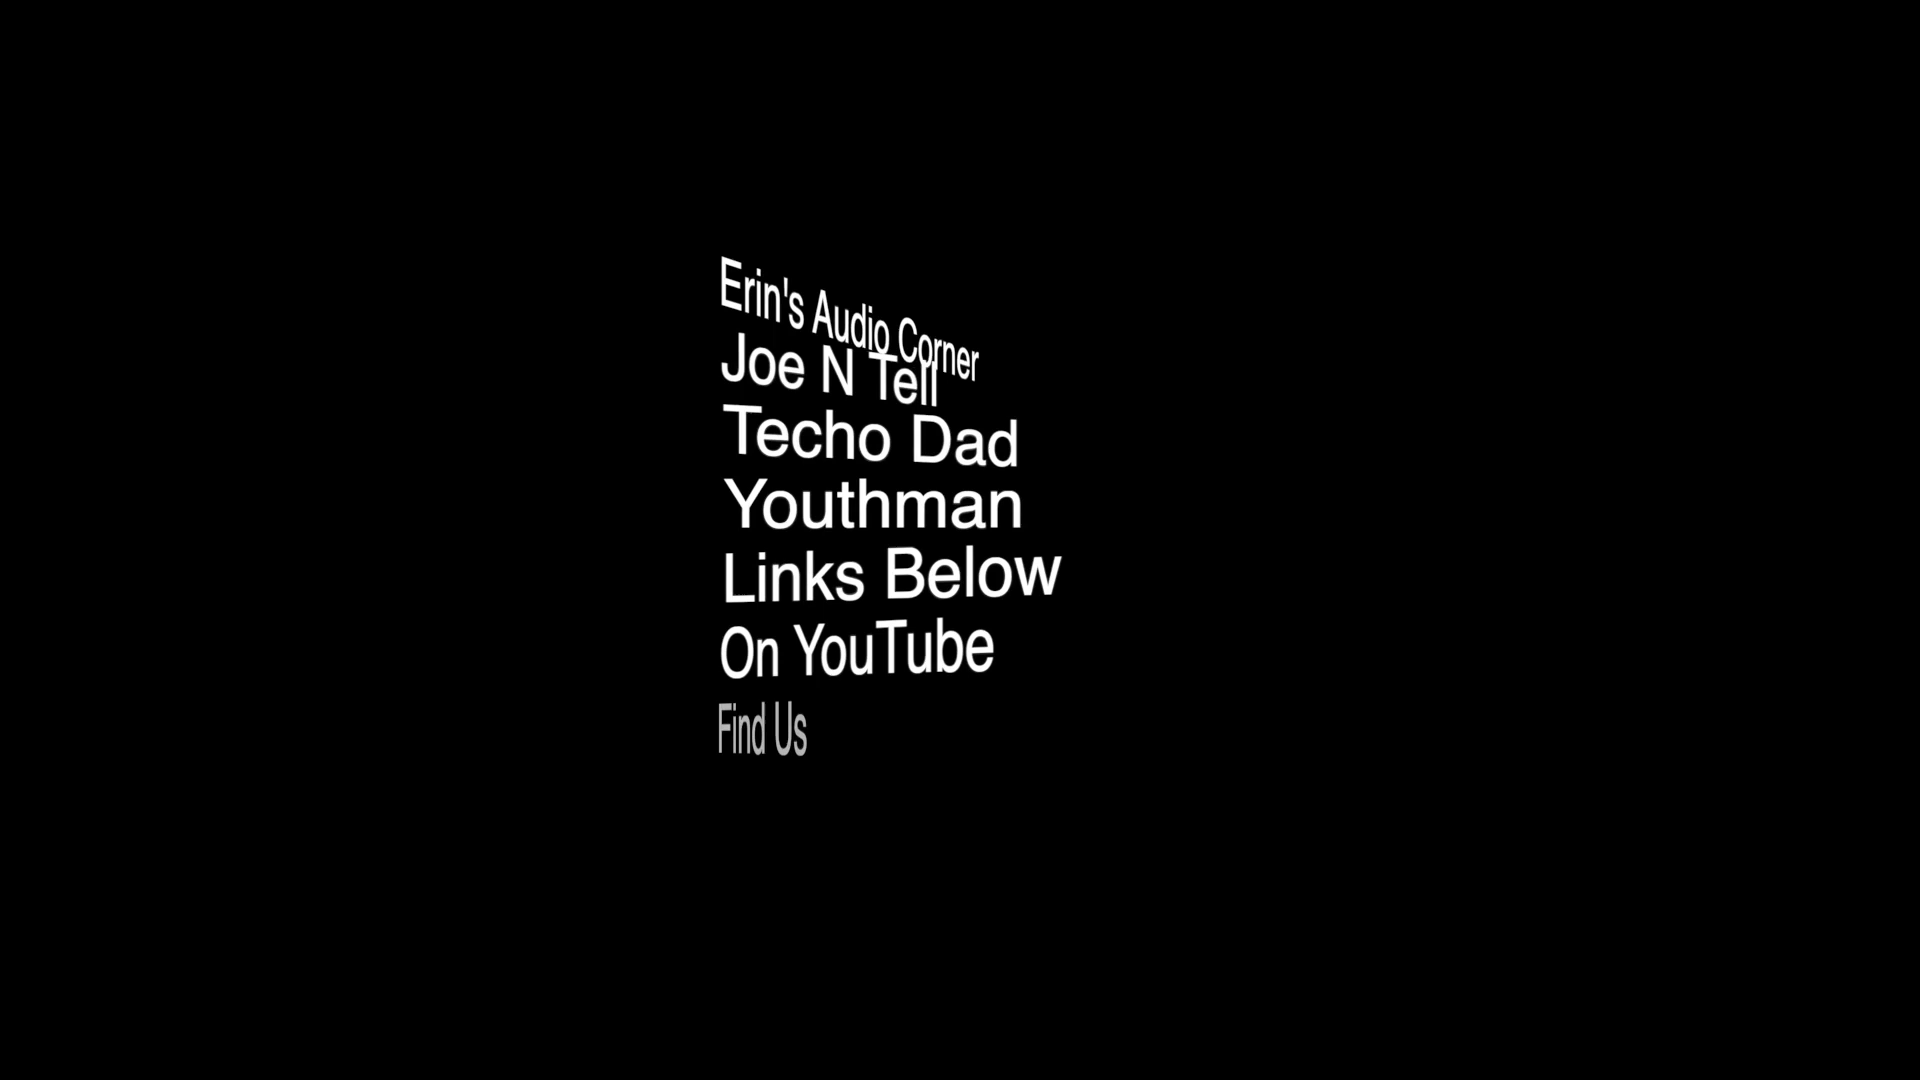 Erin's Audio Corner
Joe N Tell
Techo Dad
Youthman
Links Below
On YouTube
Find Us